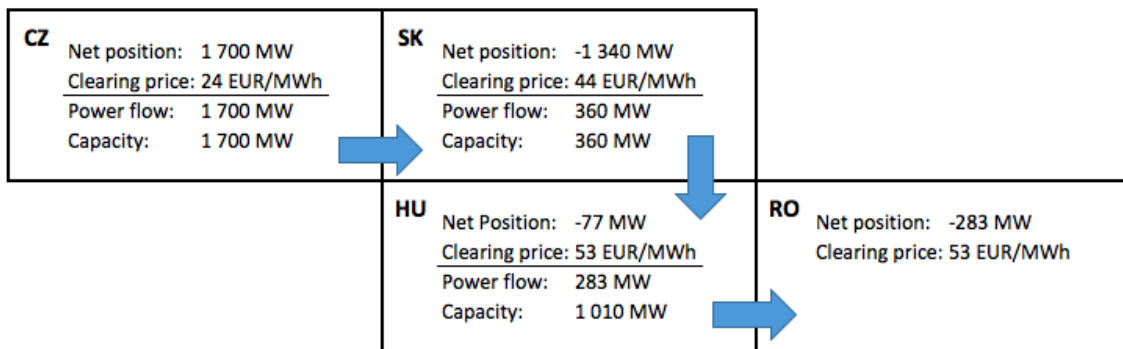 CZ
Net position: 1 700 MW
Clearing price: 24 EUR/MWh
Power flow: 1 700 MW
Capacity: 1 700 MW
SK
Net position: -1 340 MW
Clearing price: 44 EUR/MWh
Power flow: 360 MW
Capacity: 360 MW
HU
Net Position: -77 MW
Clearing price: 53 EUR/MWh
Power flow: 283 MW
Capacity: 1 010 MW
RO
Net position: -283 MW
Clearing price: 53 EUR/MWh